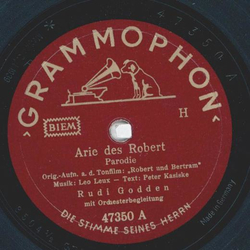 GRAMMOPHON
H
BIEM
Arie des Robert
Parodie
Orig.-Aufn. a. d. Tonfilm: „Robert und Bertram"
Musik: Leo Leux – Text: Peter Kasiske
Rudi Godden
mit Orchesterbegleitung
47350 A
DIE STIMME SEINES HERRN